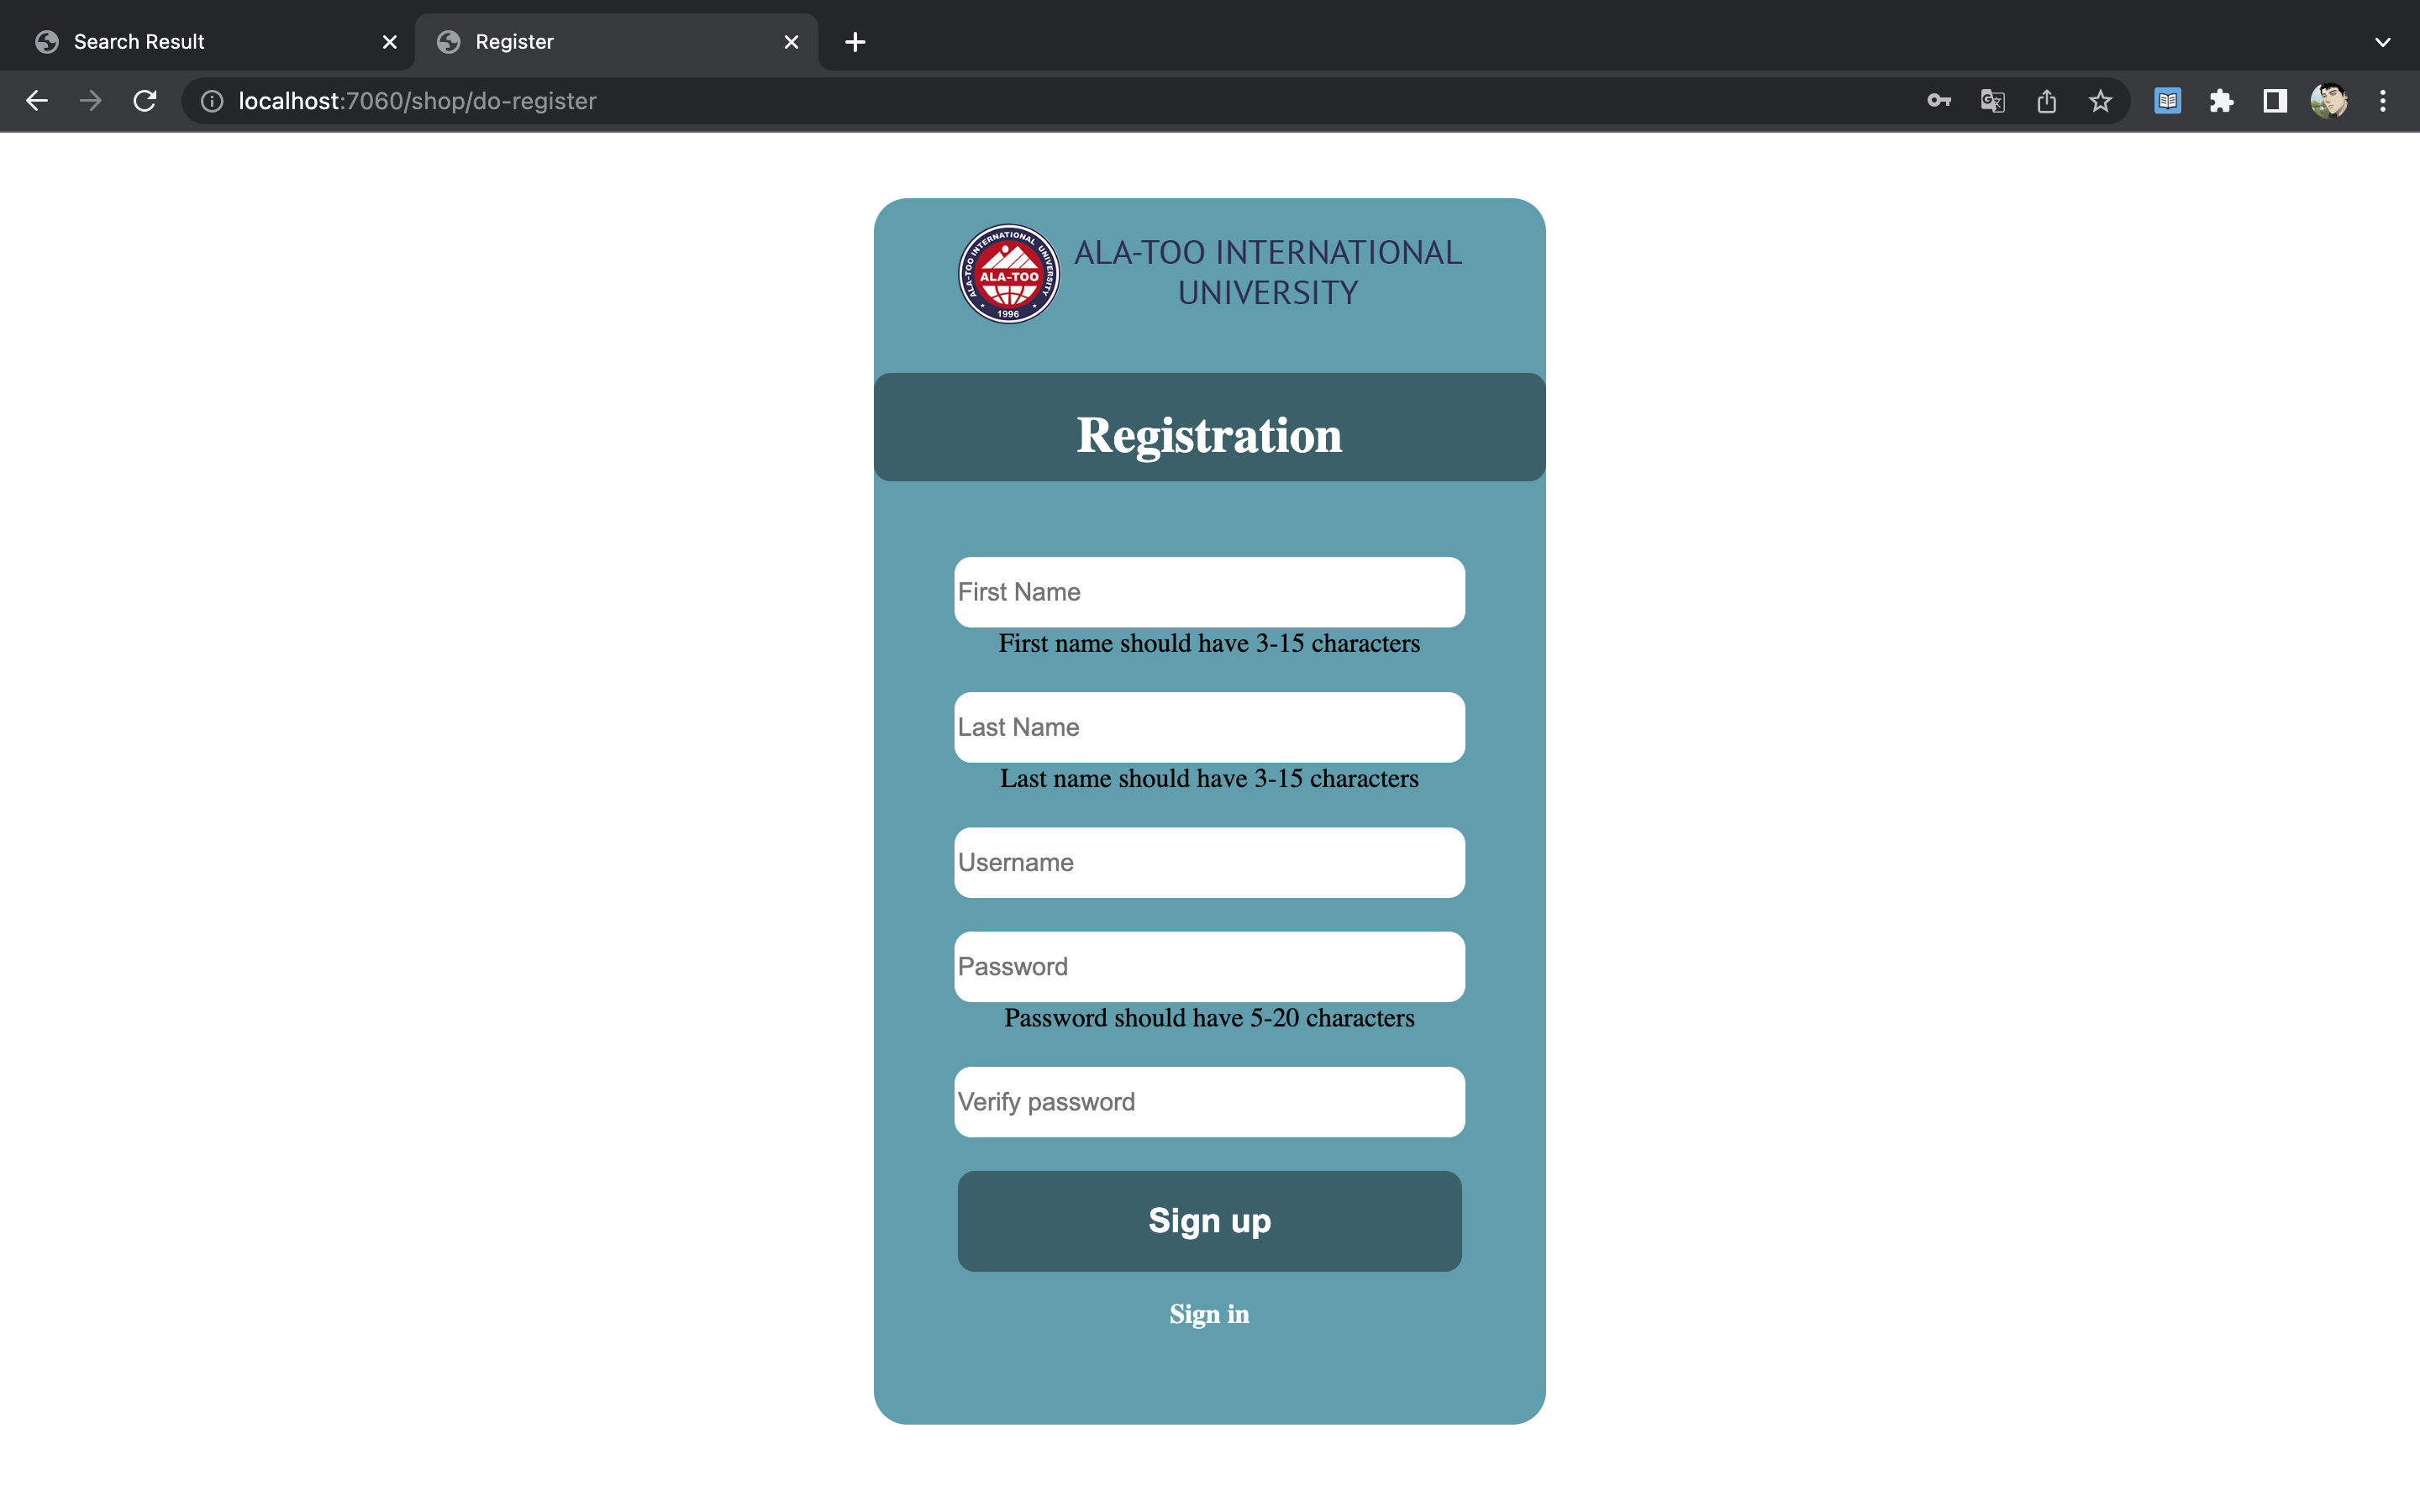 Search Result
Register
localhost:7060/shop/do-register
ALA-TOO INTERNATIONAL UNIVERSITY
ALA-TOO
1996
ALA-TOO INTERNATIONAL
UNIVERSITY
Registration
First Name
First name should have 3-15 characters
Last Name
Last name should have 3-15 characters
Username
Password
Password should have 5-20 characters
Verify password
Sign up
Sign in